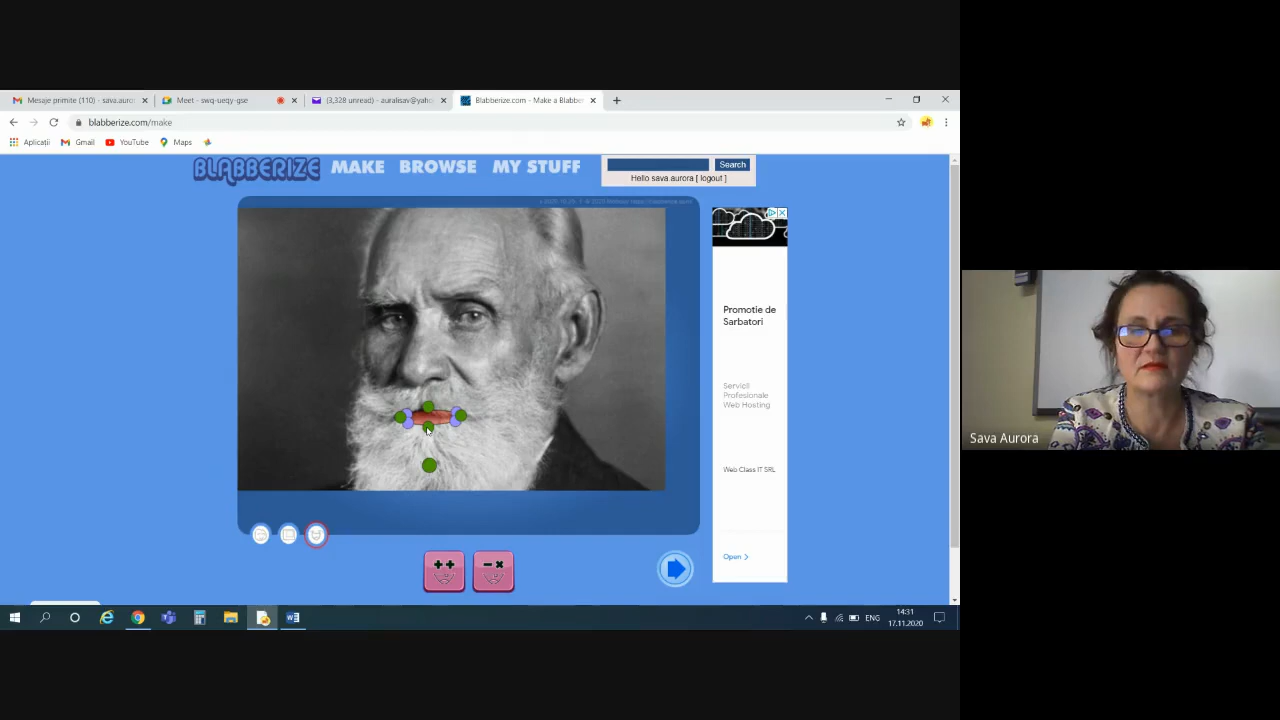 Mesaje primite (110) - sava.auro
Meet - swq-ueqy-gse
(3,328 unread) - auralisav@yaho
Blabberize.com - Make a Blabbe
blabberize.com/make
Aplicații
Gmail
YouTube
Maps
BLABBERIZE
MAKE
BROWSE
MY STUFF
Search
Hello sava.aurora [ logout ]
Promotie de
Sarbatori
Servicii
Profesionale
Web Hosting
Web Class IT SRL
Open >
Sava Aurora
ENG
14:31
17.11.2020